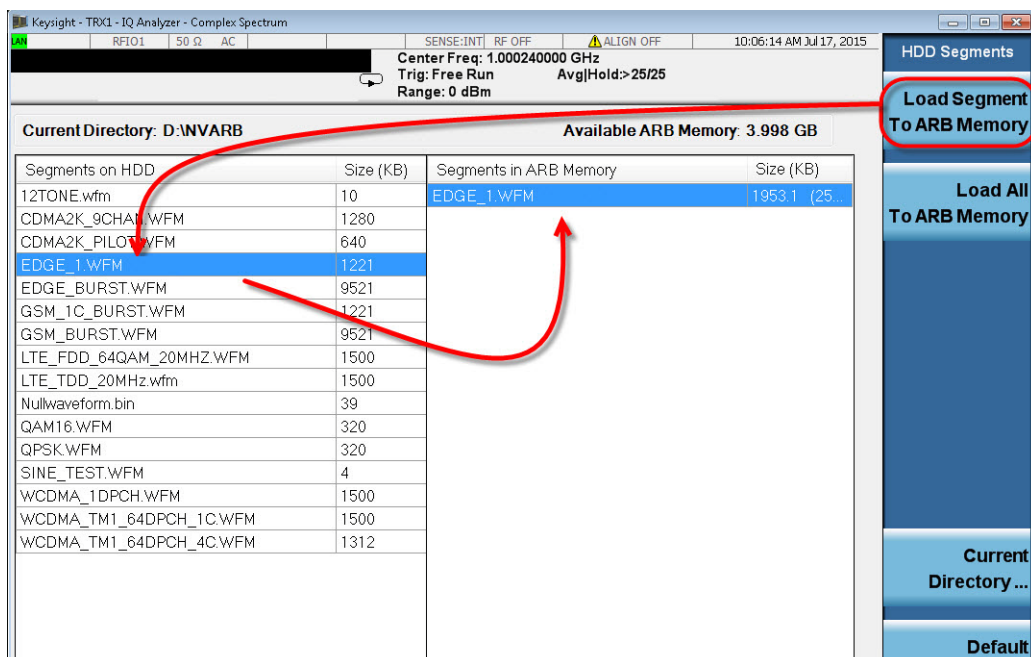 Keysight - TRX1 - IQ Analyzer - Complex Spectrum
LAN RFIO1 50 Ω AC SENSE:INT RF OFF ALIGN OFF 10:06:14 AM Jul 17, 2015
Center Freq: 1.000240000 GHz
Trig: Free Run Avg|Hold:>25/25
Range: 0 dBm
HDD Segments
Load Segment
To ARB Memory
Load All
To ARB Memory
Current
Directory ...
Default
Current Directory: D:\NVARB Available ARB Memory: 3.998 GB
Segments on HDD Size (KB) Segments in ARB Memory Size (KB)
12TONE.wfm 10 EDGE_1.WFM 1953.1 (25...
CDMA2K_9CHAN.WFM 1280
CDMA2K_PILOT.WFM 640
EDGE_1.WFM 1221
EDGE_BURST.WFM 9521
GSM_1C_BURST.WFM 1221
GSM_BURST.WFM 9521
LTE_FDD_64QAM_20MHZ.WFM 1500
LTE_TDD_20MHz.wfm 1500
Nullwaveform.bin 39
QAM16.WFM 320
QPSK.WFM 320
SINE_TEST.WFM 4
WCDMA_1DPCH.WFM 1500
WCDMA_TM1_64DPCH_1C.WFM 1500
WCDMA_TM1_64DPCH_4C.WFM 1312